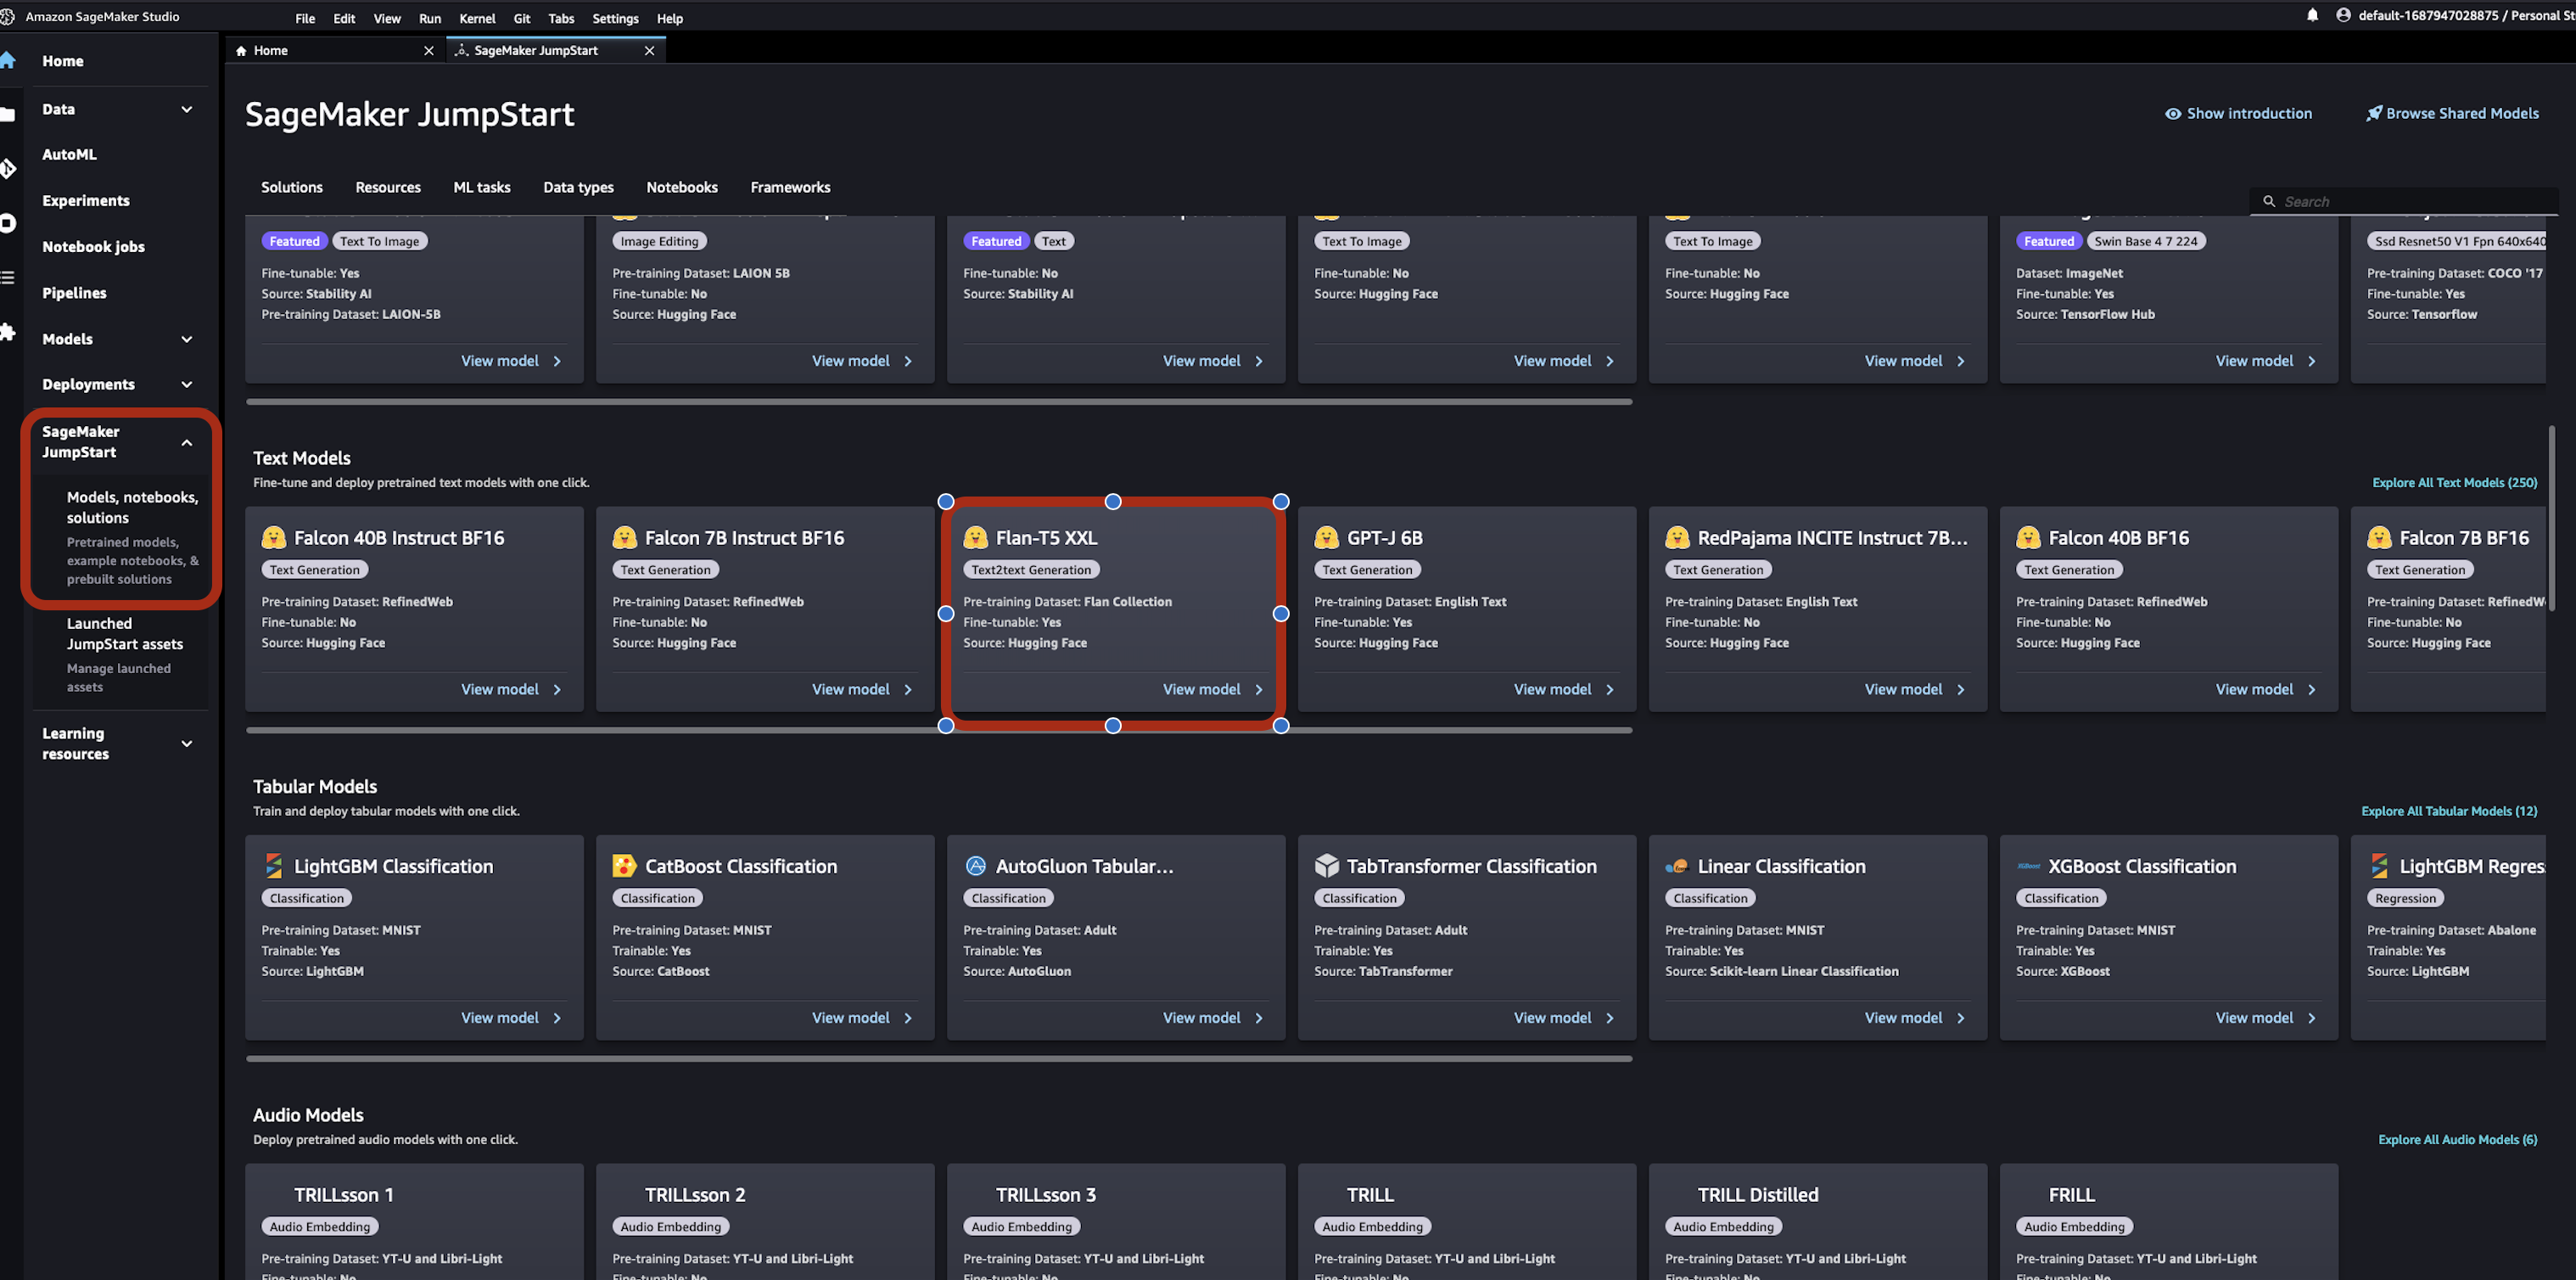 Amazon SageMaker Studio
File Edit View Run Kernel Git Tabs Settings Help
default-1687947028875 / Personal St
Home
SageMaker JumpStart
Home
Data
AutoML
Experiments
Notebook jobs
Pipelines
Models
Deployments
SageMaker
JumpStart
Models, notebooks,
solutions
Pretrained models,
example notebooks, &
prebuilt solutions
Launched
JumpStart assets
Manage launched
assets
Learning
resources
SageMaker JumpStart
Show introduction
Browse Shared Models
Solutions Resources ML tasks Data types Notebooks Frameworks
Search
Featured Text To Image
Fine-tunable: Yes
Source: Stability AI
Pre-training Dataset: LAION-5B
View model
Image Editing
Pre-training Dataset: LAION 5B
Fine-tunable: No
Source: Hugging Face
View model
Featured Text
Fine-tunable: No
Source: Stability AI
View model
Text To Image
Fine-tunable: No
Source: Hugging Face
View model
Text To Image
Fine-tunable: No
Source: Hugging Face
View model
Featured Swin Base 4 7 224
Dataset: ImageNet
Fine-tunable: Yes
Source: TensorFlow Hub
View model
Ssd Resnet50 V1 Fpn 640x640
Pre-training Dataset: COCO '17
Fine-tunable: Yes
Source: Tensorflow
Text Models
Fine-tune and deploy pretrained text models with one click.
Explore All Text Models (250)
Falcon 40B Instruct BF16
Text Generation
Pre-training Dataset: RefinedWeb
Fine-tunable: No
Source: Hugging Face
View model
Falcon 7B Instruct BF16
Text Generation
Pre-training Dataset: RefinedWeb
Fine-tunable: No
Source: Hugging Face
View model
Flan-T5 XXL
Text2text Generation
Pre-training Dataset: Flan Collection
Fine-tunable: Yes
Source: Hugging Face
View model
GPT-J 6B
Text Generation
Pre-training Dataset: English Text
Fine-tunable: Yes
Source: Hugging Face
View model
RedPajama INCITE Instruct 7B...
Text Generation
Pre-training Dataset: English Text
Fine-tunable: No
Source: Hugging Face
View model
Falcon 40B BF16
Text Generation
Pre-training Dataset: RefinedWeb
Fine-tunable: No
Source: Hugging Face
View model
Falcon 7B BF16
Text Generation
Pre-training Dataset: RefinedW
Fine-tunable: No
Source: Hugging Face
Tabular Models
Train and deploy tabular models with one click.
Explore All Tabular Models (12)
LightGBM Classification
Classification
Pre-training Dataset: MNIST
Trainable: Yes
Source: LightGBM
View model
CatBoost Classification
Classification
Pre-training Dataset: MNIST
Trainable: Yes
Source: CatBoost
View model
AutoGluon Tabular...
Classification
Pre-training Dataset: Adult
Trainable: Yes
Source: AutoGluon
View model
TabTransformer Classification
Classification
Pre-training Dataset: Adult
Trainable: Yes
Source: TabTransformer
View model
Linear Classification
Classification
Pre-training Dataset: MNIST
Trainable: Yes
Source: Scikit-learn Linear Classification
View model
XGBoost Classification
Classification
Pre-training Dataset: MNIST
Trainable: Yes
Source: XGBoost
View model
LightGBM Regres
Regression
Pre-training Dataset: Abalone
Trainable: Yes
Source: LightGBM
Audio Models
Deploy pretrained audio models with one click.
Explore All Audio Models (6)
TRILLsson 1
Audio Embedding
Pre-training Dataset: YT-U and Libri-Light
Fine-tunable: No
TRILLsson 2
Audio Embedding
Pre-training Dataset: YT-U and Libri-Light
Fine-tunable: No
TRILLsson 3
Audio Embedding
Pre-training Dataset: YT-U and Libri-Light
Fine-tunable: No
TRILL
Audio Embedding
Pre-training Dataset: YT-U and Libri-Light
Fine-tunable: No
TRILL Distilled
Audio Embedding
Pre-training Dataset: YT-U and Libri-Light
Fine-tunable: No
FRILL
Audio Embedding
Pre-training Dataset: YT-U and Libri-Light
Fine-tunable: No